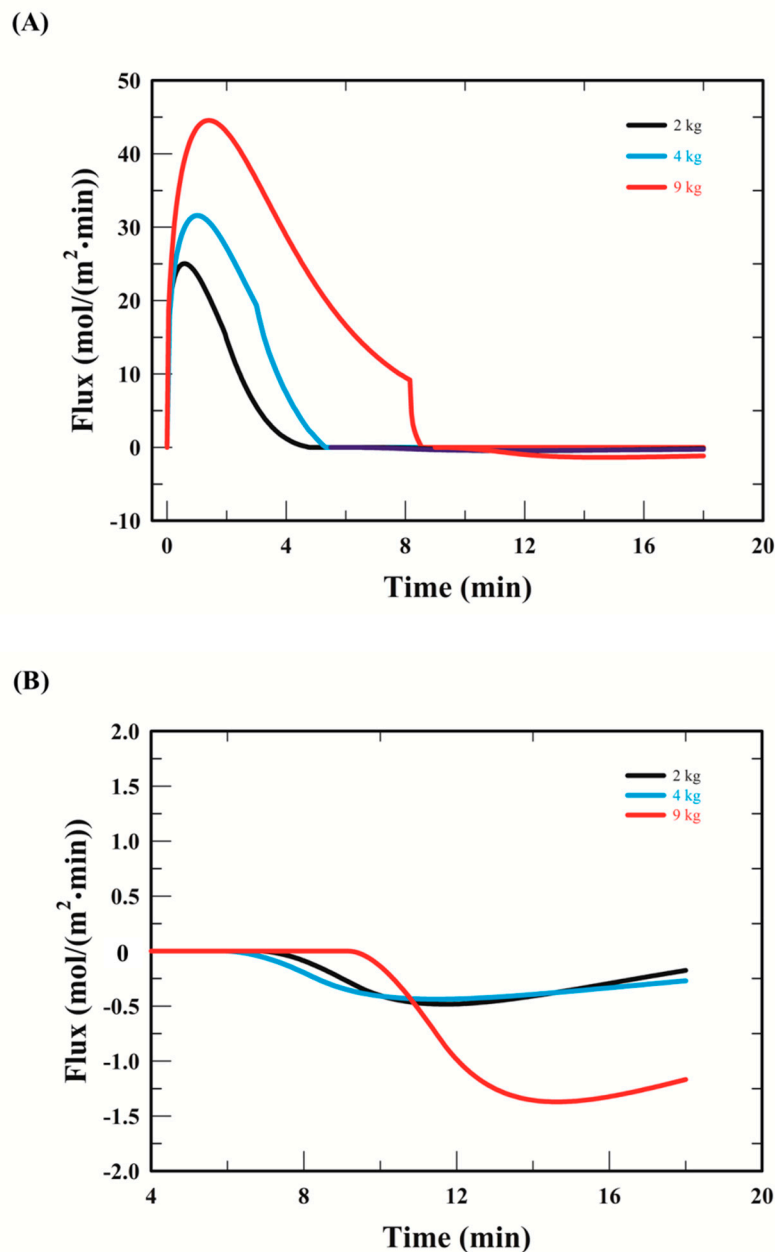 (A)
50
40
30
20
10
0
-10
Flux (mol/(m²·min))
2 kg
4 kg
9 kg
0 4 8 12 16 20
Time (min)
(B)
2.0
1.5
1.0
0.5
0
-0.5
-1.0
-1.5
-2.0
Flux (mol/(m²·min))
2 kg
4 kg
9 kg
4 8 12 16 20
Time (min)